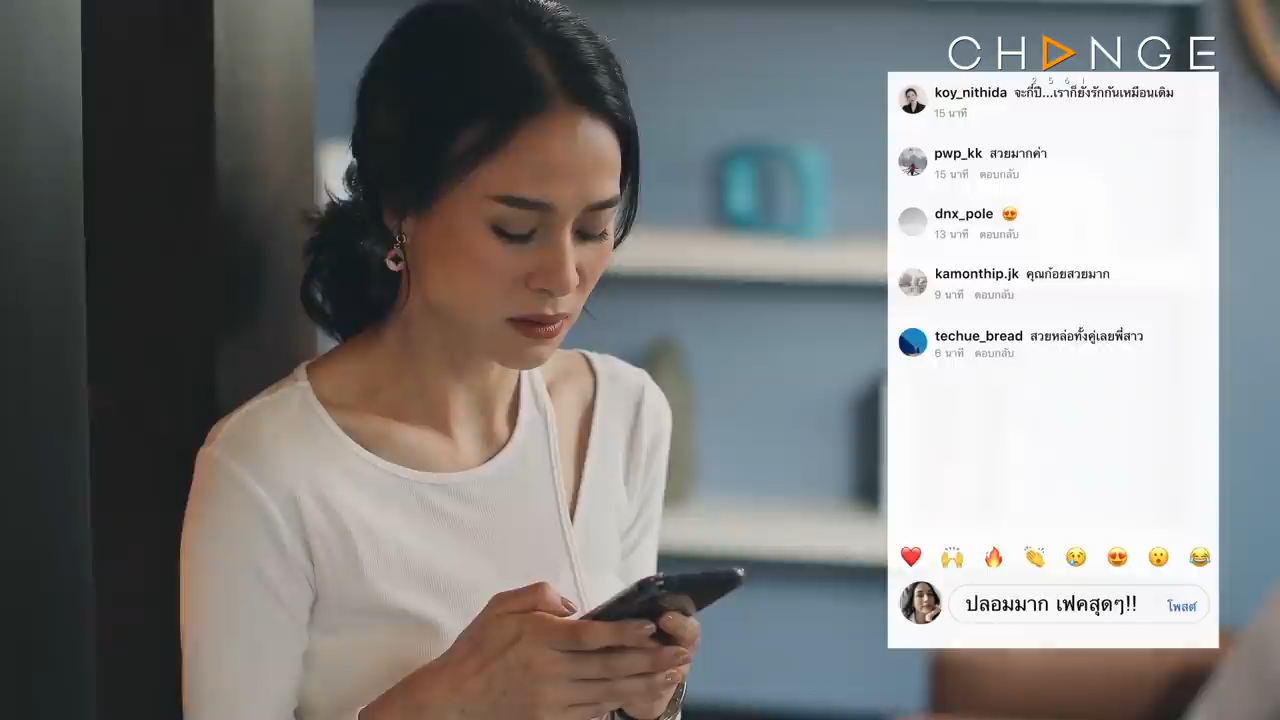 CHANGE
2561
koy_nithida จะกี่ปี...เราก็ยังรักกันเหมือนเดิม
15 นาที
pwp_kk สวยมากค่า
15 นาที ตอบกลับ
dnx_pole 😍
13 นาที ตอบกลับ
kamonthip.jk คุณก้อยสวยมาก
9 นาที ตอบกลับ
techue_bread สวยหล่อทั้งคู่เลยพี่สาว
6 นาที ตอบกลับ
❤️ 🙌 🔥 👏 😢 😍 😮 😂
ปลอมมาก เฟคสุดๆ!! โพสต์